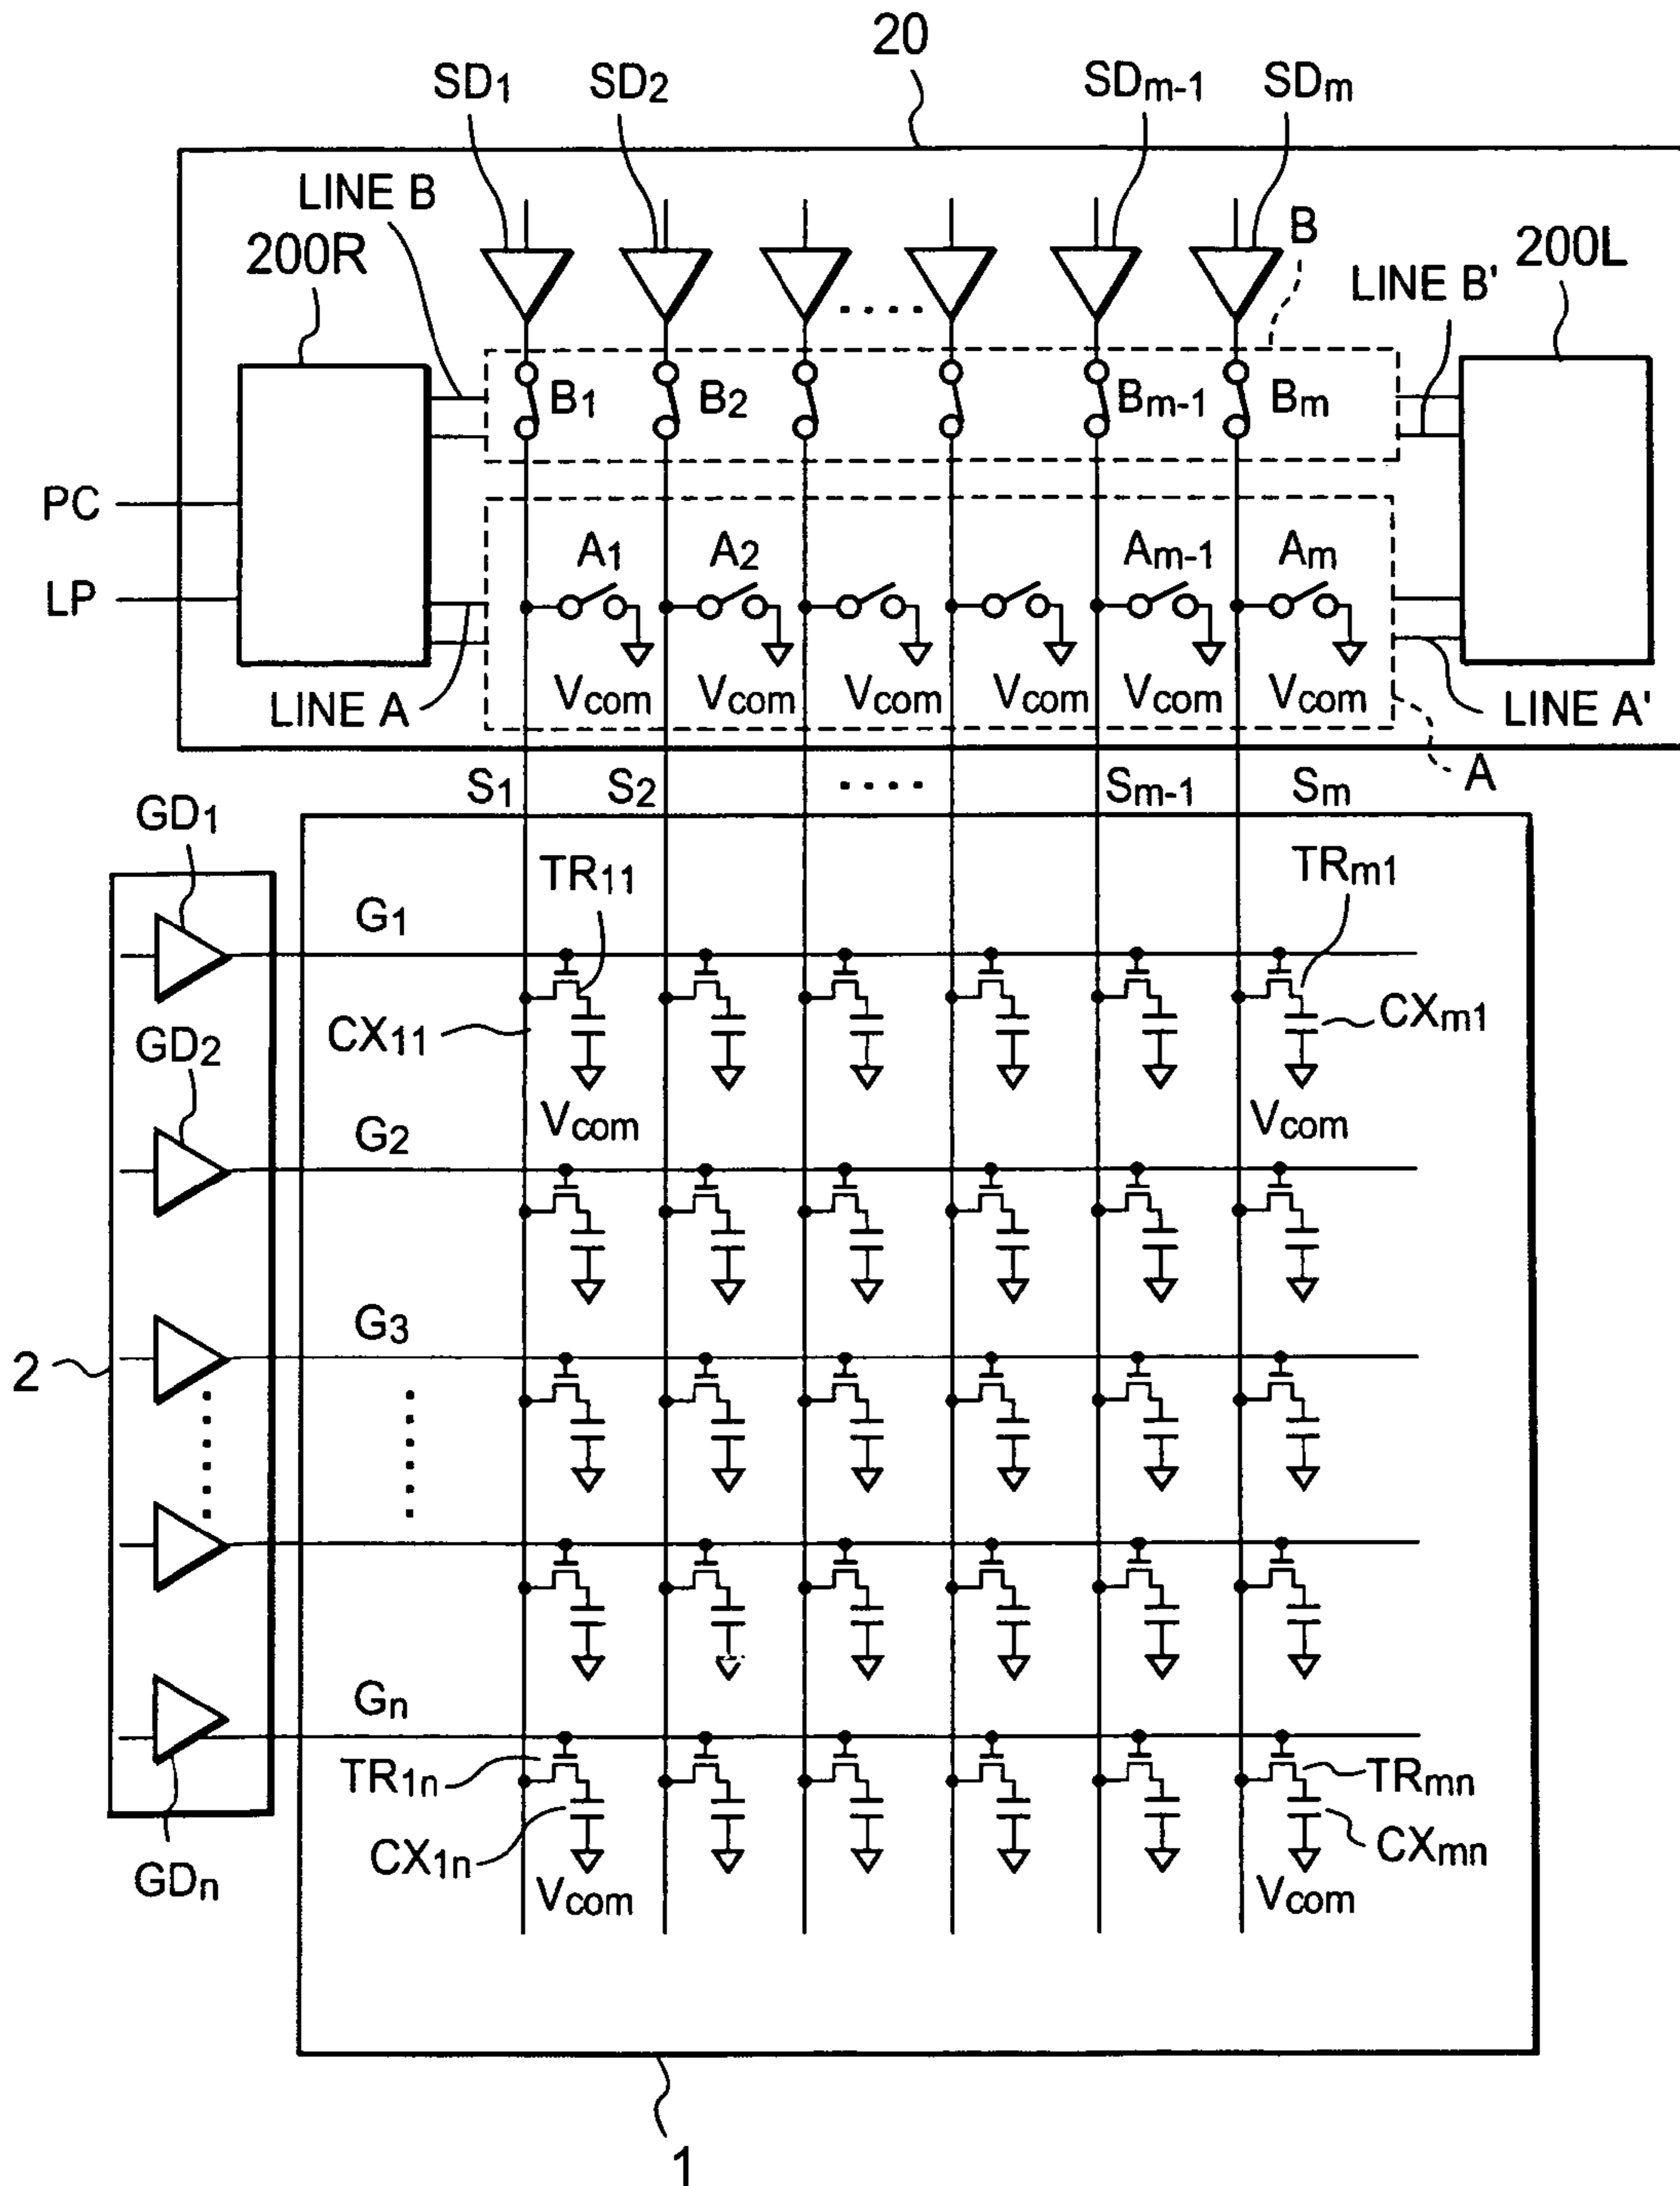 20
SD1 SD2 SDm-1 SDm
LINE B
200R
B
200L
LINE B'
B1 B2 Bm-1 Bm
PC
LP
A1 A2 Am-1 Am
Vcom Vcom Vcom Vcom Vcom Vcom
LINE A
LINE A'
A
S1 S2 .... Sm-1 Sm
GD1
TR11
TRm1
G1
CX11
CXm1
GD2
Vcom Vcom
G2
G3
2
Gn
TR1n
TRmn
CX1n
CXmn
GDn
Vcom Vcom
1